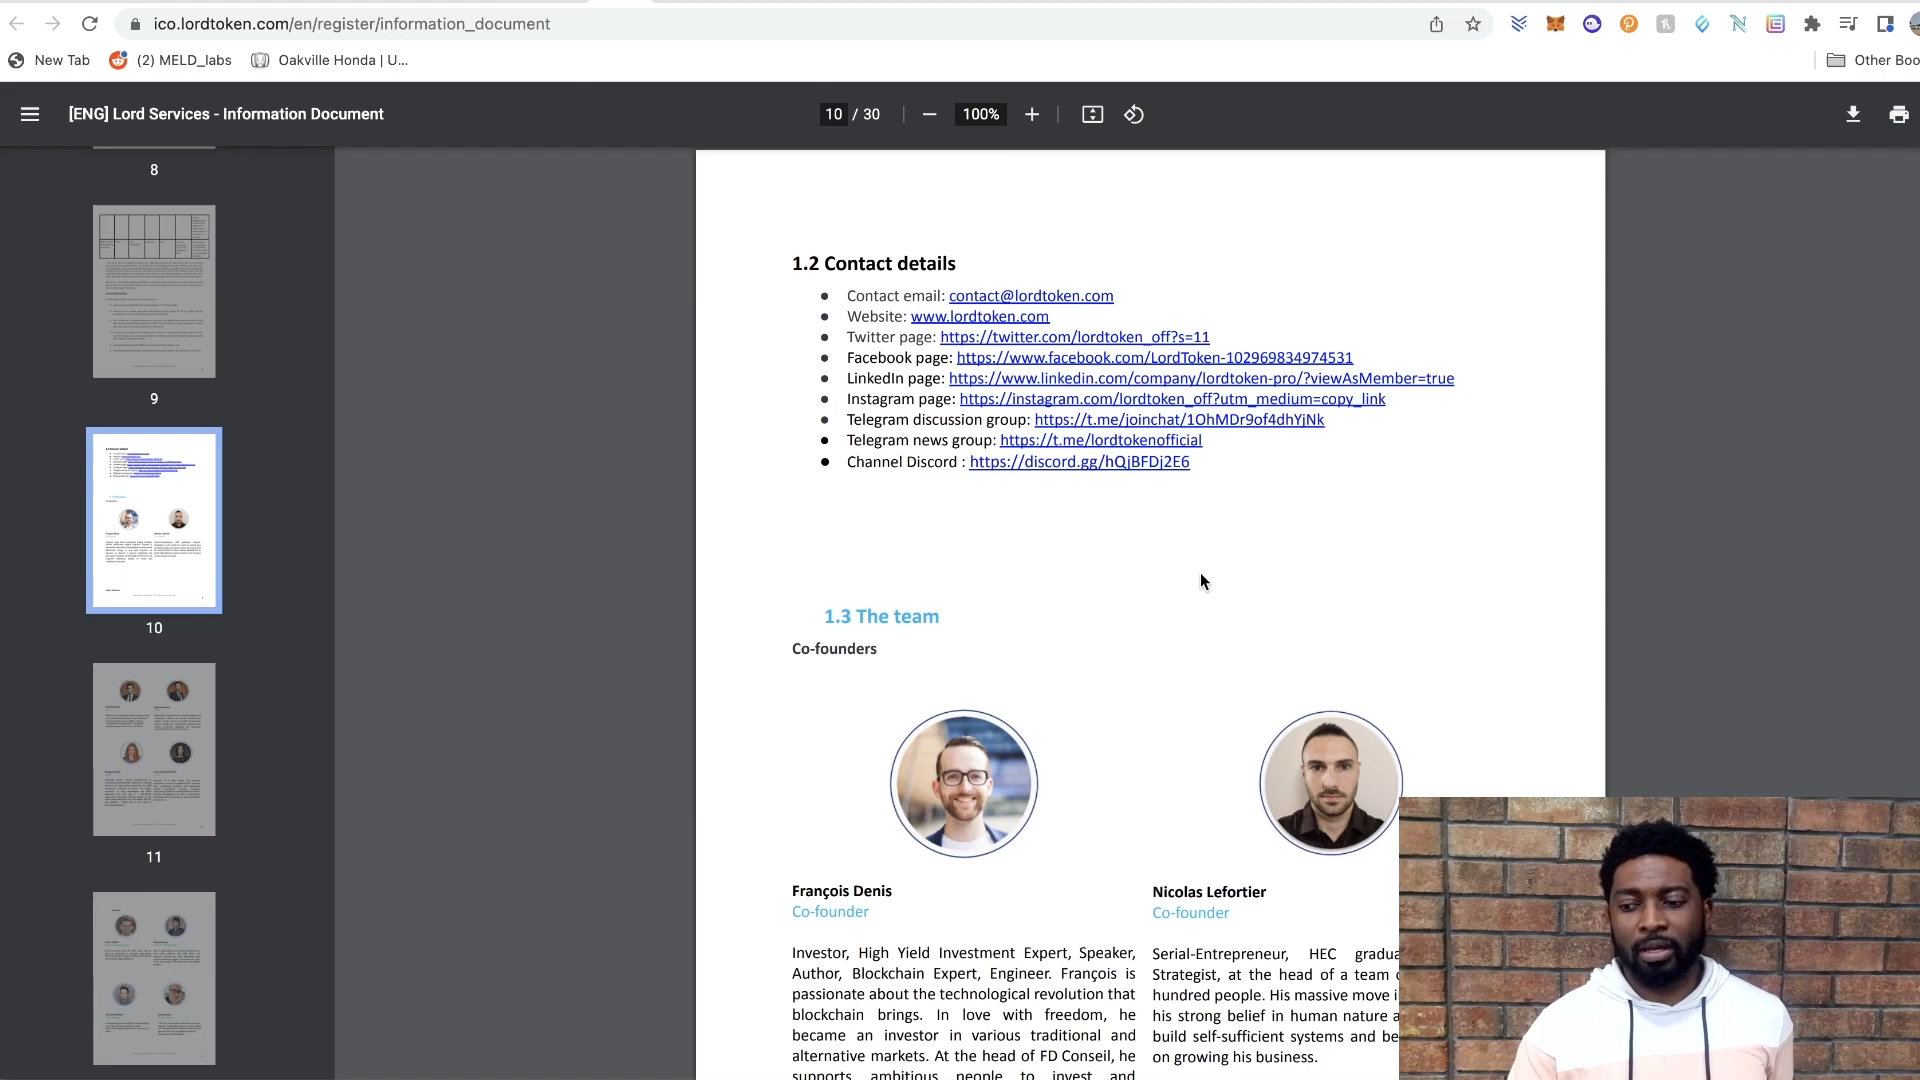 ico.lordtoken.com/en/register/information_document
New Tab
(2) MELD_labs
Oakville Honda | U...
Other Boo
[ENG] Lord Services - Information Document
10 / 30
100%
8
9
10
11
1.2 Contact details
Contact email: contact@lordtoken.com
Website: www.lordtoken.com
Twitter page: https://twitter.com/lordtoken_off?s=11
Facebook page: https://www.facebook.com/LordToken-102969834974531
LinkedIn page: https://www.linkedin.com/company/lordtoken-pro/?viewAsMember=true
Instagram page: https://instagram.com/lordtoken_off?utm_medium=copy_link
Telegram discussion group: https://t.me/joinchat/1OhMDr9of4dhYjNk
Telegram news group: https://t.me/lordtokenofficial
Channel Discord : https://discord.gg/hQjBFDj2E6
1.3 The team
Co-founders
François Denis
Co-founder
Investor, High Yield Investment Expert, Speaker,
Author, Blockchain Expert, Engineer. François is
passionate about the technological revolution that
blockchain brings. In love with freedom, he
became an investor in various traditional and
alternative markets. At the head of FD Conseil, he
supports ambitious people to invest and
Nicolas Lefortier
Co-founder
Serial-Entrepreneur, HEC gradua
Strategist, at the head of a team
hundred people. His massive move i
his strong belief in human nature a
build self-sufficient systems and be
on growing his business.